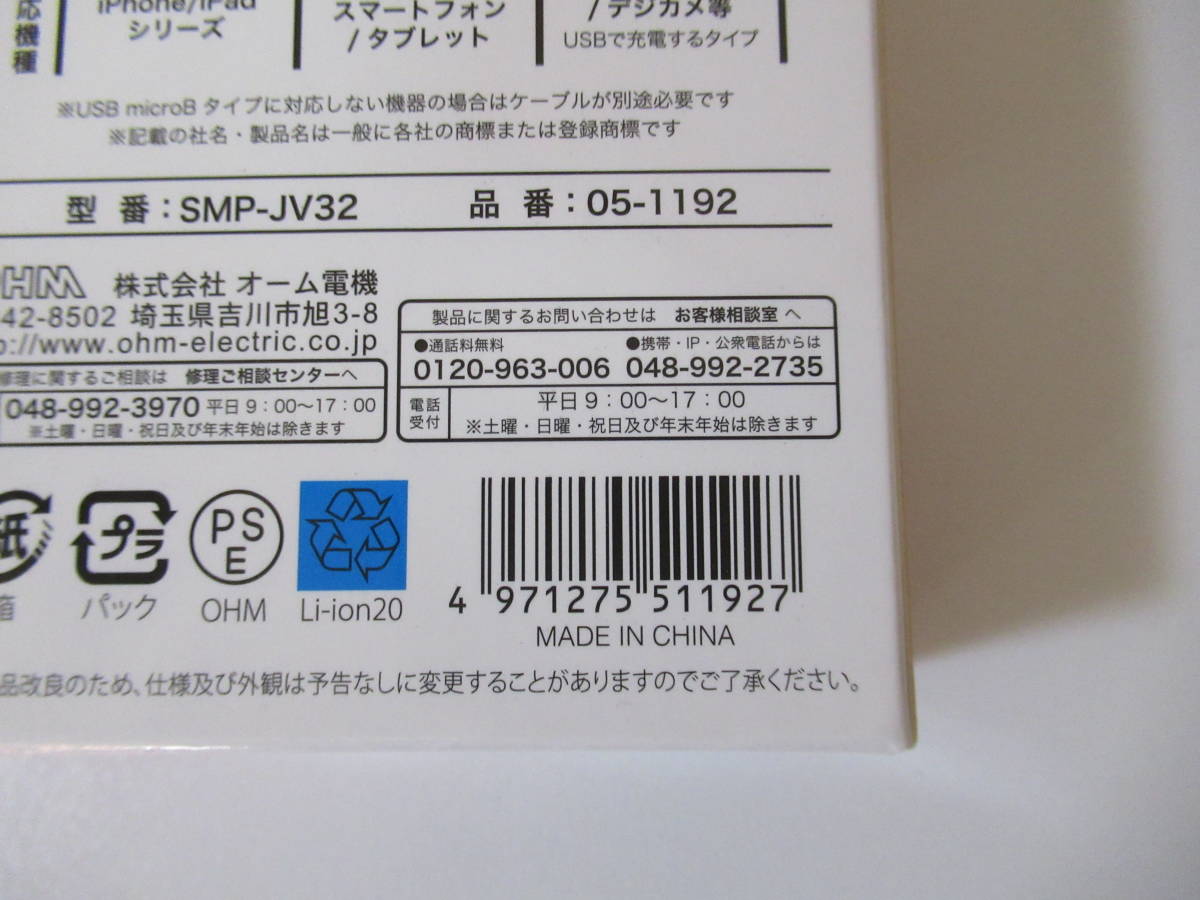 応機種
iPhone/iPad
シリーズ
スマートフォン
/タブレット
/デジカメ等
USBで充電するタイプ
※USB microB タイプに対応しない機器の場合はケーブルが別途必要です
※記載の社名・製品名は一般に各社の商標または登録商標です
型 番：SMP-JV32 品 番：05-1192
OHM 株式会社 オーム電機
42-8502 埼玉県吉川市旭3-8
p://www.ohm-electric.co.jp
修理に関するご相談は 修理ご相談センターへ
048-992-3970 平日 9：00〜17：00
※土曜・日曜・祝日及び年末年始は除きます
製品に関するお問い合わせは お客様相談室 へ
●通話料無料 ●携帯・IP・公衆電話からは
0120-963-006 048-992-2735
電話受付
平日 9：00〜17：00
※土曜・日曜・祝日及び年末年始は除きます
紙
箱
プラ
パック
PSE
OHM
Li-ion20
4 971275 511927
MADE IN CHINA
品改良のため、仕様及び外観は予告なしに変更することがありますのでご了承ください。